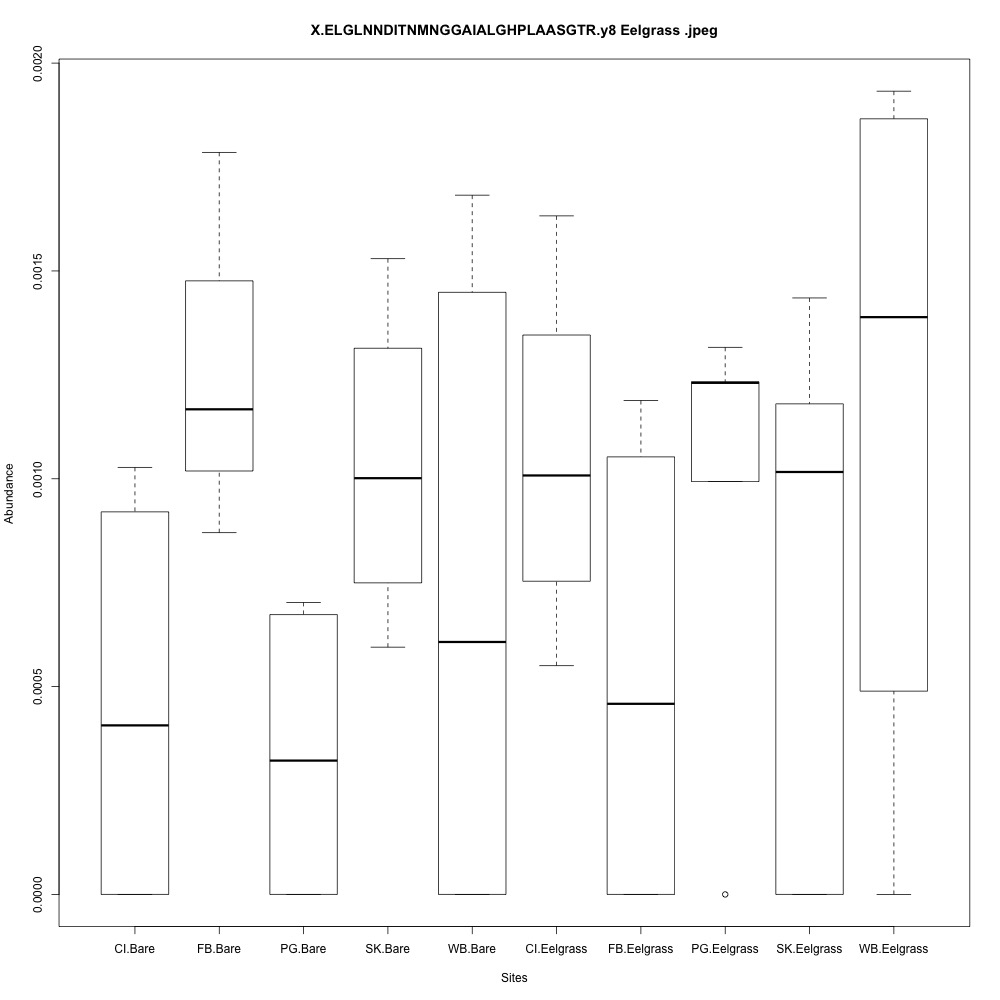 X.ELGLNNDITNMNGGAIALGHPLAASGTR.y8 Eelgrass .jpeg
0.0020
0.0015
0.0010
0.0005
0.0000
Abundance
CI.Bare FB.Bare PG.Bare SK.Bare WB.Bare CI.Eelgrass FB.Eelgrass PG.Eelgrass SK.Eelgrass WB.Eelgrass
Sites